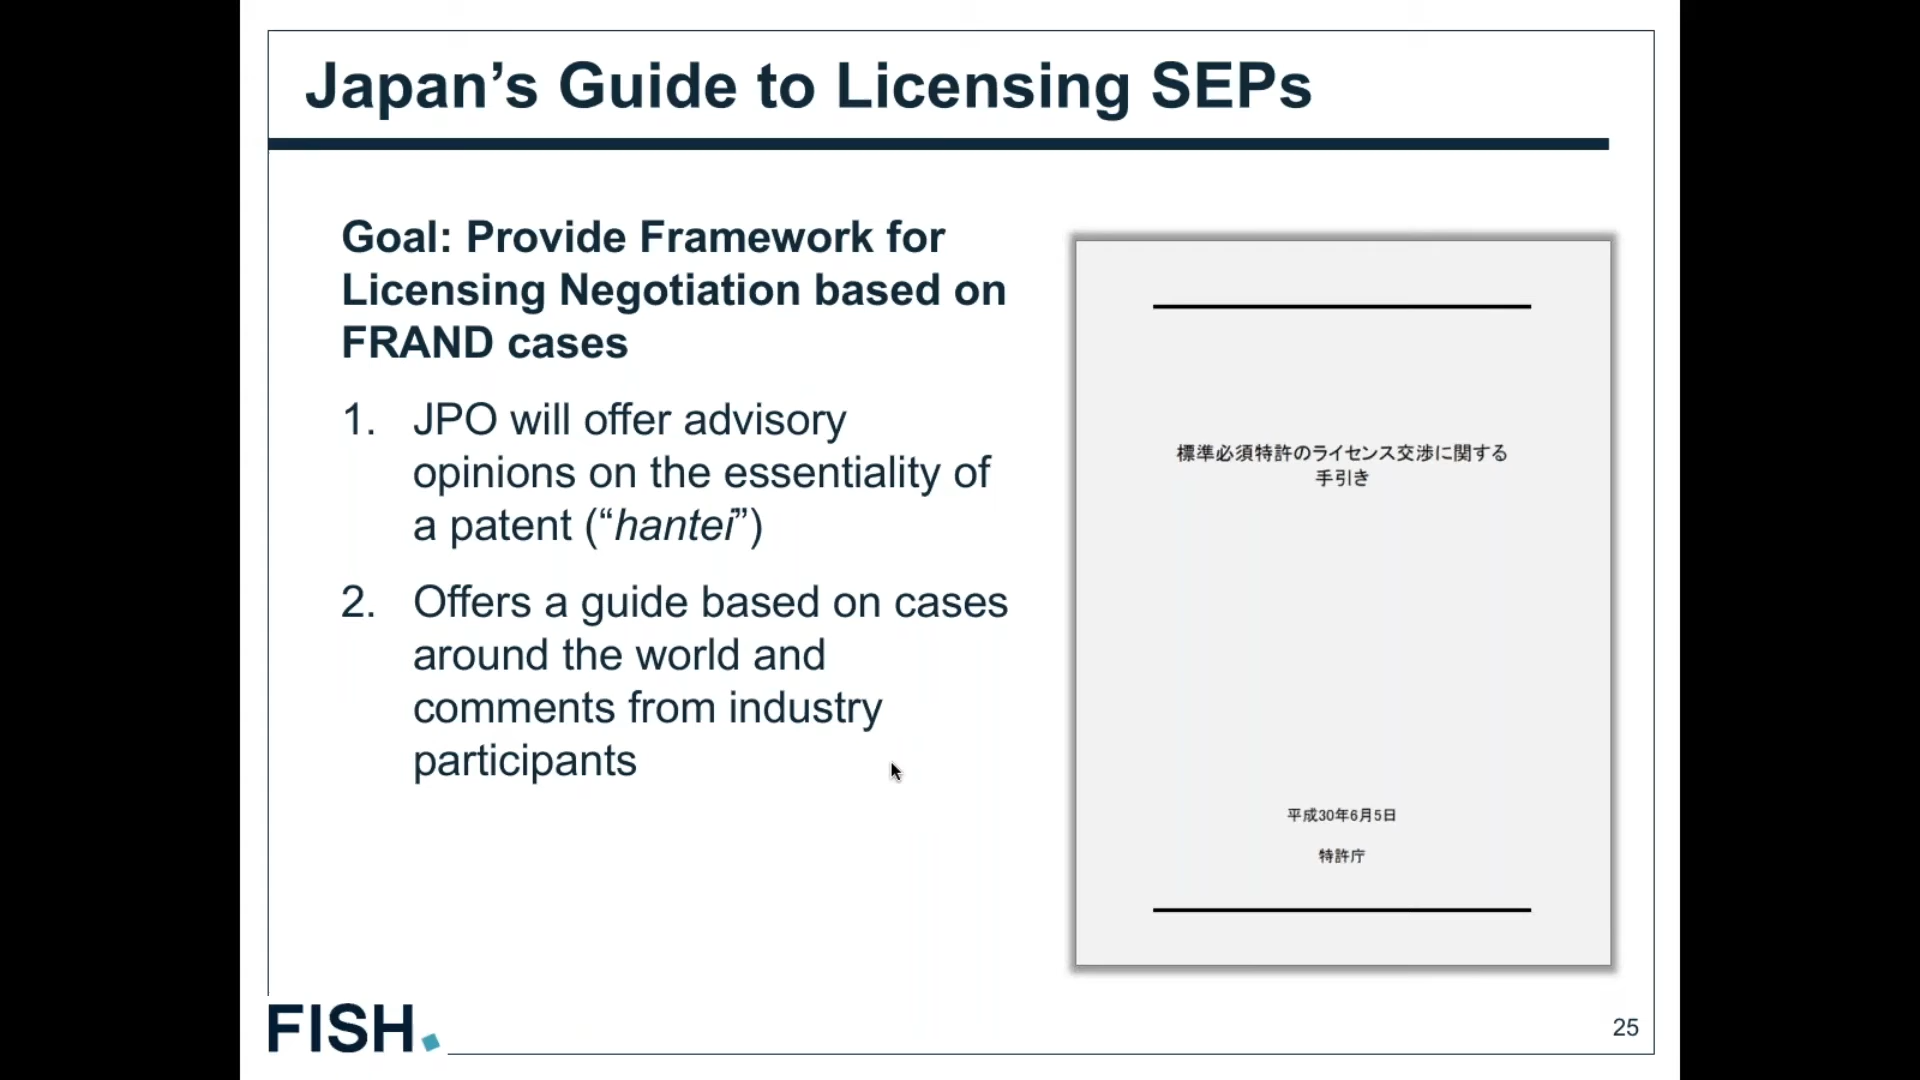 Japan’s Guide to Licensing SEPs
Goal: Provide Framework for
Licensing Negotiation based on
FRAND cases
1. JPO will offer advisory
opinions on the essentiality of
a patent (“hantei”)
2. Offers a guide based on cases
around the world and
comments from industry
participants
標準必須特許のライセンス交渉に関する
手引き
平成30年6月5日
特許庁
FISH.
25